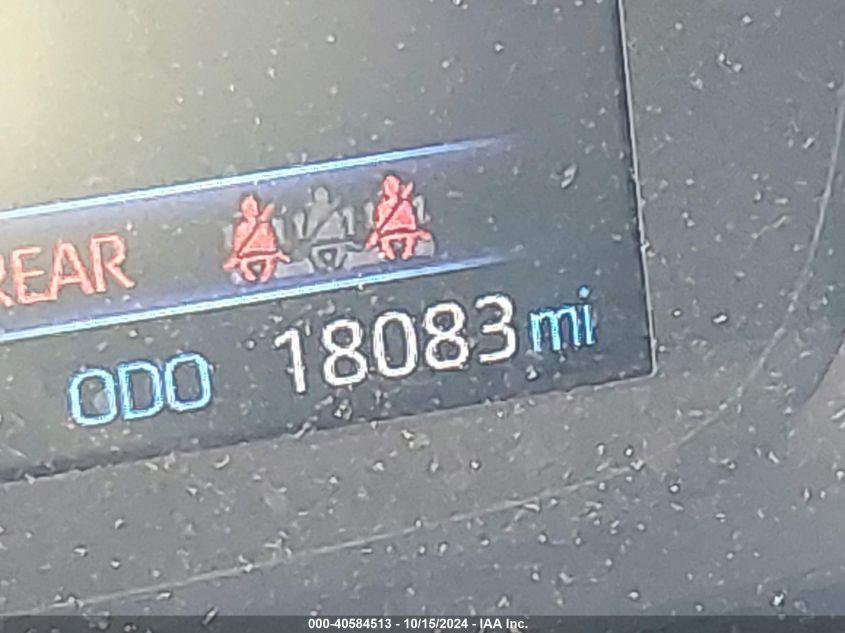 REAR
ODO 18083 mi
000-40584513 - 10/15/2024 - IAA Inc.